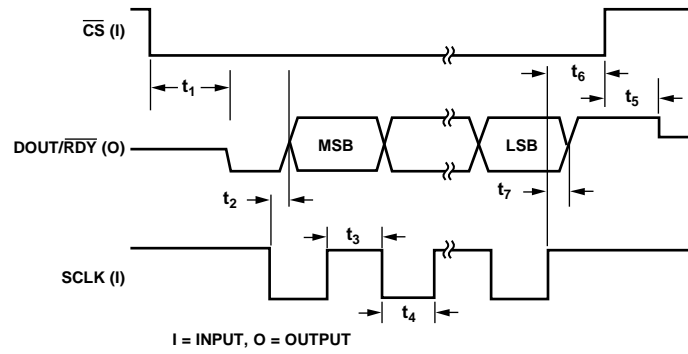 CS (I)
t6
t1
t5
DOUT/RDY (O)
MSB
LSB
t2
t7
t3
SCLK (I)
t4
I = INPUT, O = OUTPUT